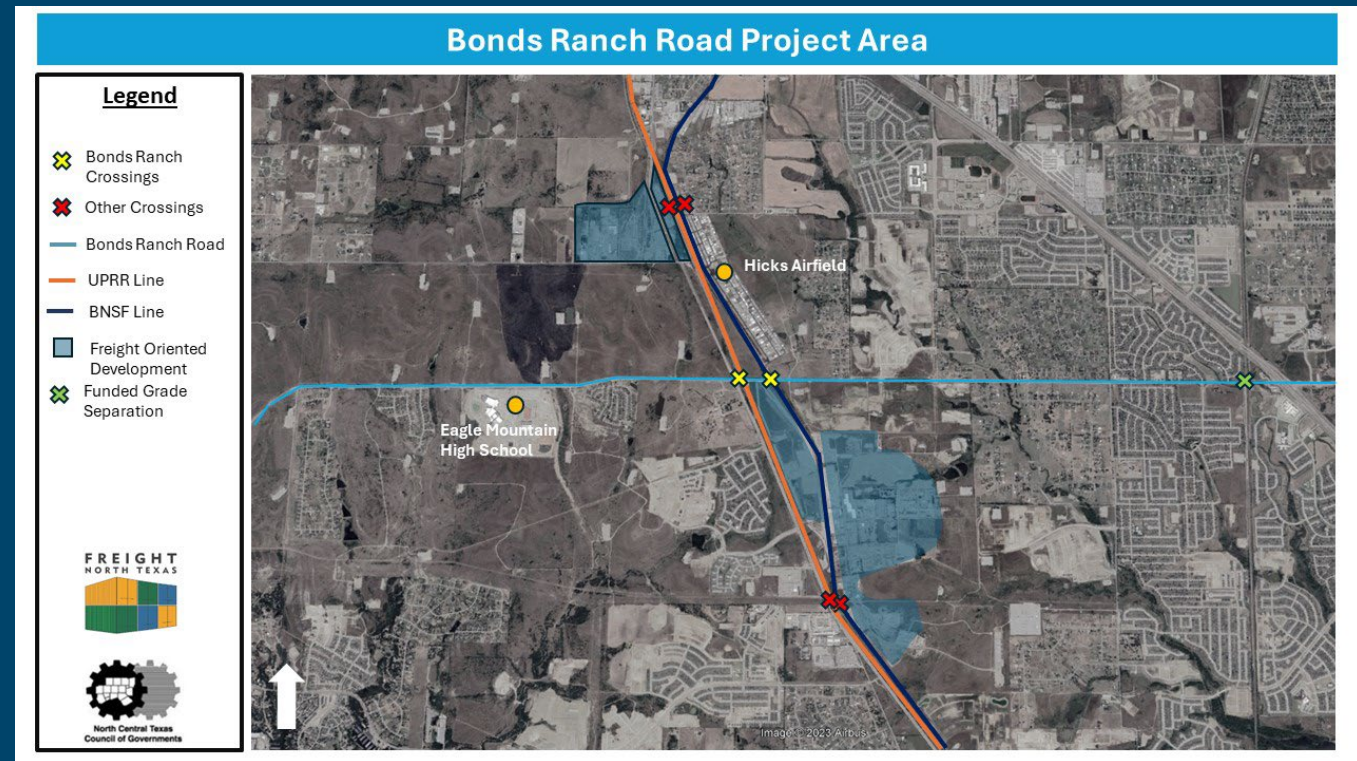 Bonds Ranch Road Project Area
Legend
Bonds Ranch
Crossings
Other Crossings
Bonds Ranch Road
UPRR Line
BNSF Line
Freight Oriented
Development
Funded Grade
Separation
FREIGHT
NORTH TEXAS
North Central Texas
Council of Governments
Hicks Airfield
Eagle Mountain
High School
Image © 2023 Airbus